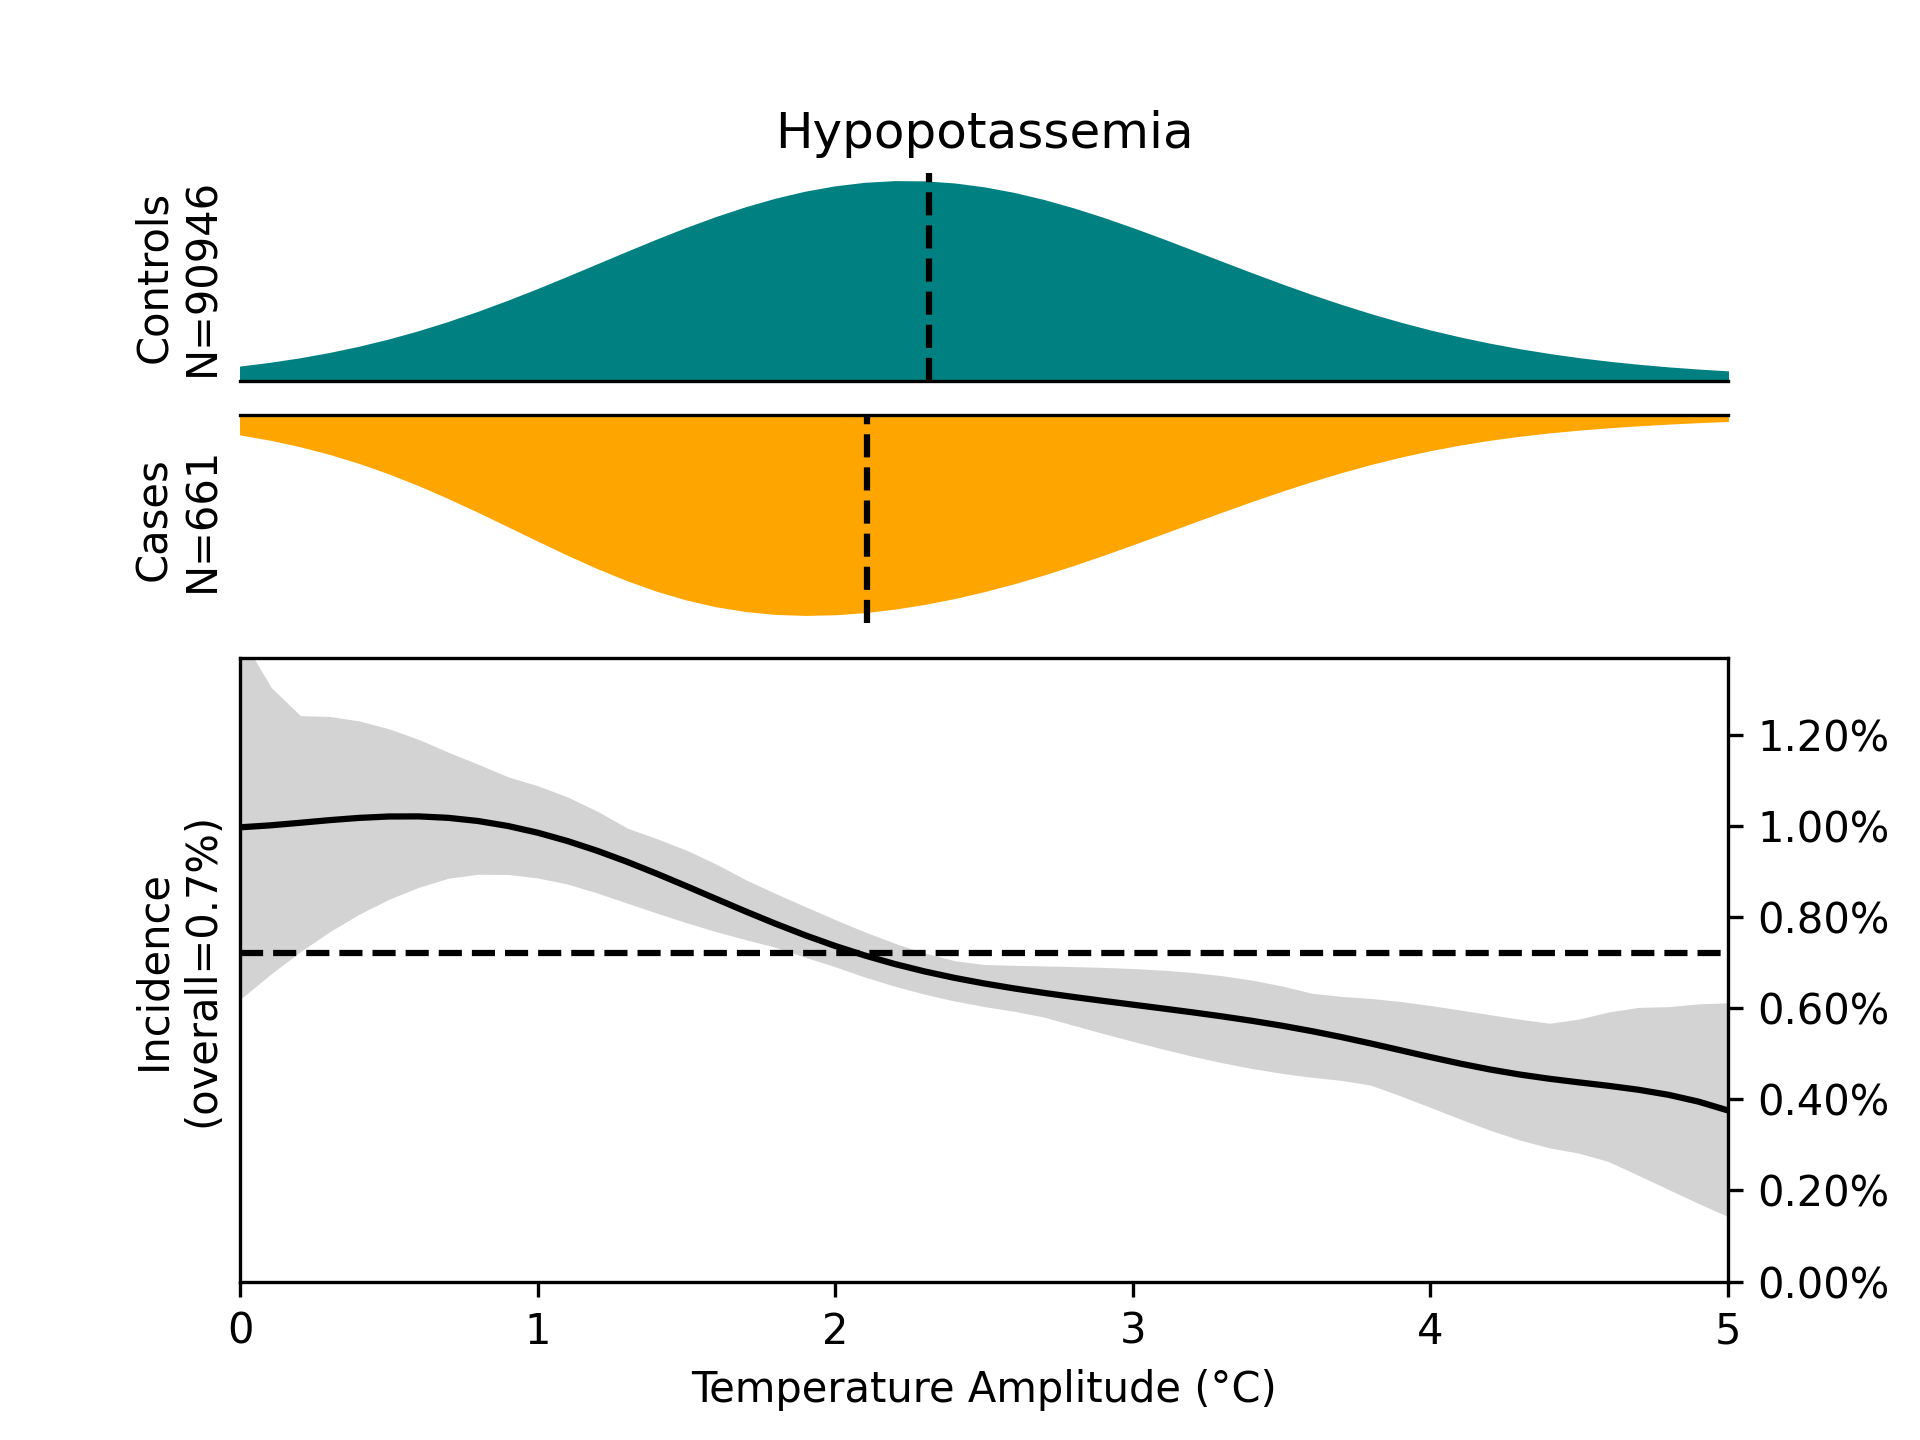 Hypopotassemia
Controls
N=90946
Cases
N=661
Incidence
(overall=0.7%)
1.20%
1.00%
0.80%
0.60%
0.40%
0.20%
0.00%
0 1 2 3 4 5
Temperature Amplitude (°C)